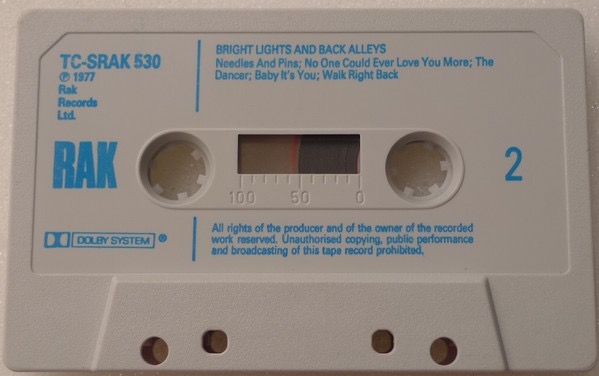 TC-SRAK 530
℗ 1977
Rak
Records
Ltd.
RAK
BRIGHT LIGHTS AND BACK ALLEYS
Needles And Pins; No One Could Ever Love You More; The
Dancer; Baby It's You; Walk Right Back
100 50 0
2
DOLBY SYSTEM ®
All rights of the producer and of the owner of the recorded
work reserved. Unauthorised copying, public performance
and broadcasting of this tape record prohibited.